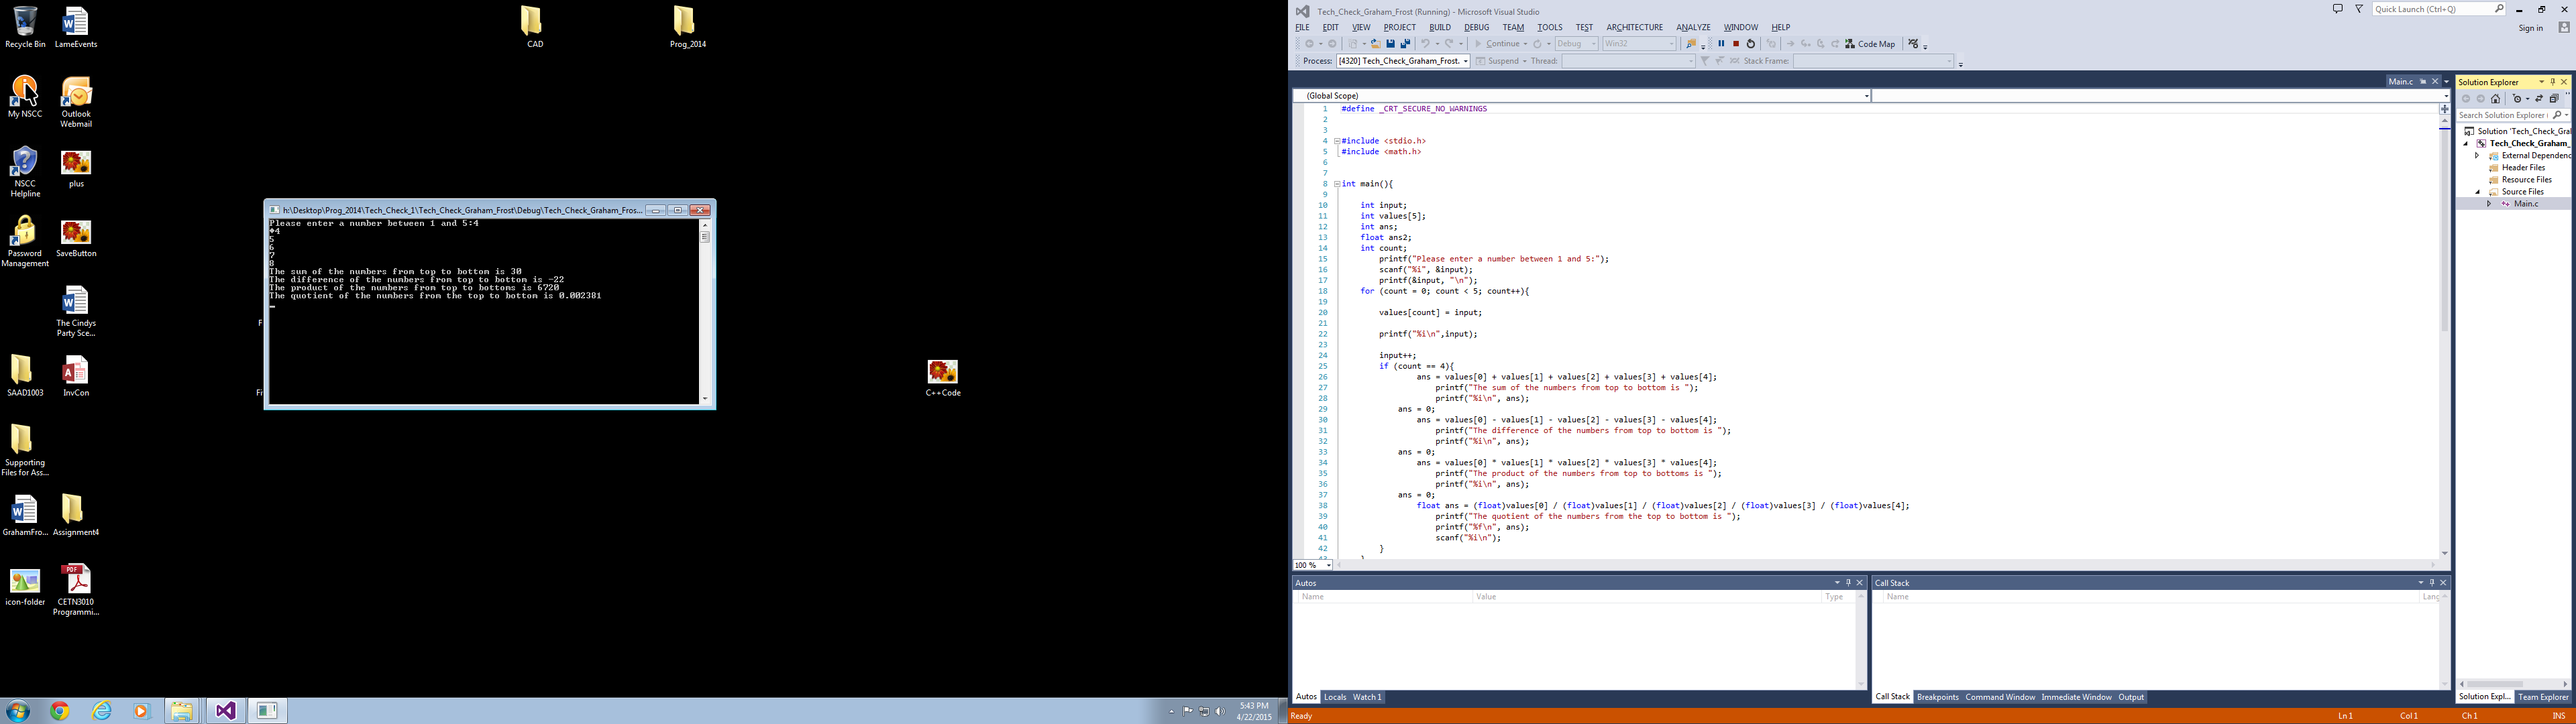 Recycle Bin
LameEvents
CAD
Prog_2014
My NSCC
Outlook
Webmail
NSCC
Helpline
plus
Password
Management
SaveButton
The Cindys
Party Sce...
SAAD1003
InvCon
C++Code
Supporting
Files for Ass...
GrahamFro...
Assignment4
icon-folder
CETN3010
Programmi...
h:\Desktop\Prog_2014\Tech_Check_1\Tech_Check_Graham_Frost\Debug\Tech_Check_Graham_Fros...
Please enter a number between 1 and 5:4
♦4
5
6
7
8
The sum of the numbers from top to bottom is 30
The difference of the numbers from top to bottom is -22
The product of the numbers from top to bottoms is 6720
The quotient of the numbers from the top to bottom is 0.002381
5:43 PM
4/22/2015
Tech_Check_Graham_Frost (Running) - Microsoft Visual Studio
Quick Launch (Ctrl+Q)
FILE EDIT VIEW PROJECT BUILD DEBUG TEAM TOOLS TEST ARCHITECTURE ANALYZE WINDOW HELP
Sign in
Continue Debug Win32 Code Map
Process: [4320] Tech_Check_Graham_Frost. Suspend Thread: Stack Frame:
Main.c
(Global Scope)
1 #define _CRT_SECURE_NO_WARNINGS
2
3
4 #include <stdio.h>
5 #include <math.h>
6
7
8 int main(){
9
10 int input;
11 int values[5];
12 int ans;
13 float ans2;
14 int count;
15 printf("Please enter a number between 1 and 5:");
16 scanf("%i", &input);
17 printf(&input, "\n");
18 for (count = 0; count < 5; count++){
19
20 values[count] = input;
21
22 printf("%i\n",input);
23
24 input++;
25 if (count == 4){
26 ans = values[0] + values[1] + values[2] + values[3] + values[4];
27 printf("The sum of the numbers from top to bottom is ");
28 printf("%i\n", ans);
29 ans = 0;
30 ans = values[0] - values[1] - values[2] - values[3] - values[4];
31 printf("The difference of the numbers from top to bottom is ");
32 printf("%i\n", ans);
33 ans = 0;
34 ans = values[0] * values[1] * values[2] * values[3] * values[4];
35 printf("The product of the numbers from top to bottoms is ");
36 printf("%i\n", ans);
37 ans = 0;
38 float ans = (float)values[0] / (float)values[1] / (float)values[2] / (float)values[3] / (float)values[4];
39 printf("The quotient of the numbers from the top to bottom is ");
40 printf("%f\n", ans);
41 scanf("%i\n");
42 }
100 %
Solution Explorer
Search Solution Explorer (
Solution 'Tech_Check_Gral
Tech_Check_Graham_
External Dependenc
Header Files
Resource Files
Source Files
Main.c
Autos
Name Value Type
Autos Locals Watch 1
Call Stack
Name Lang
Call Stack Breakpoints Command Window Immediate Window Output
Solution Expl... Team Explorer
Ready
Ln 1 Col 1 Ch 1 INS